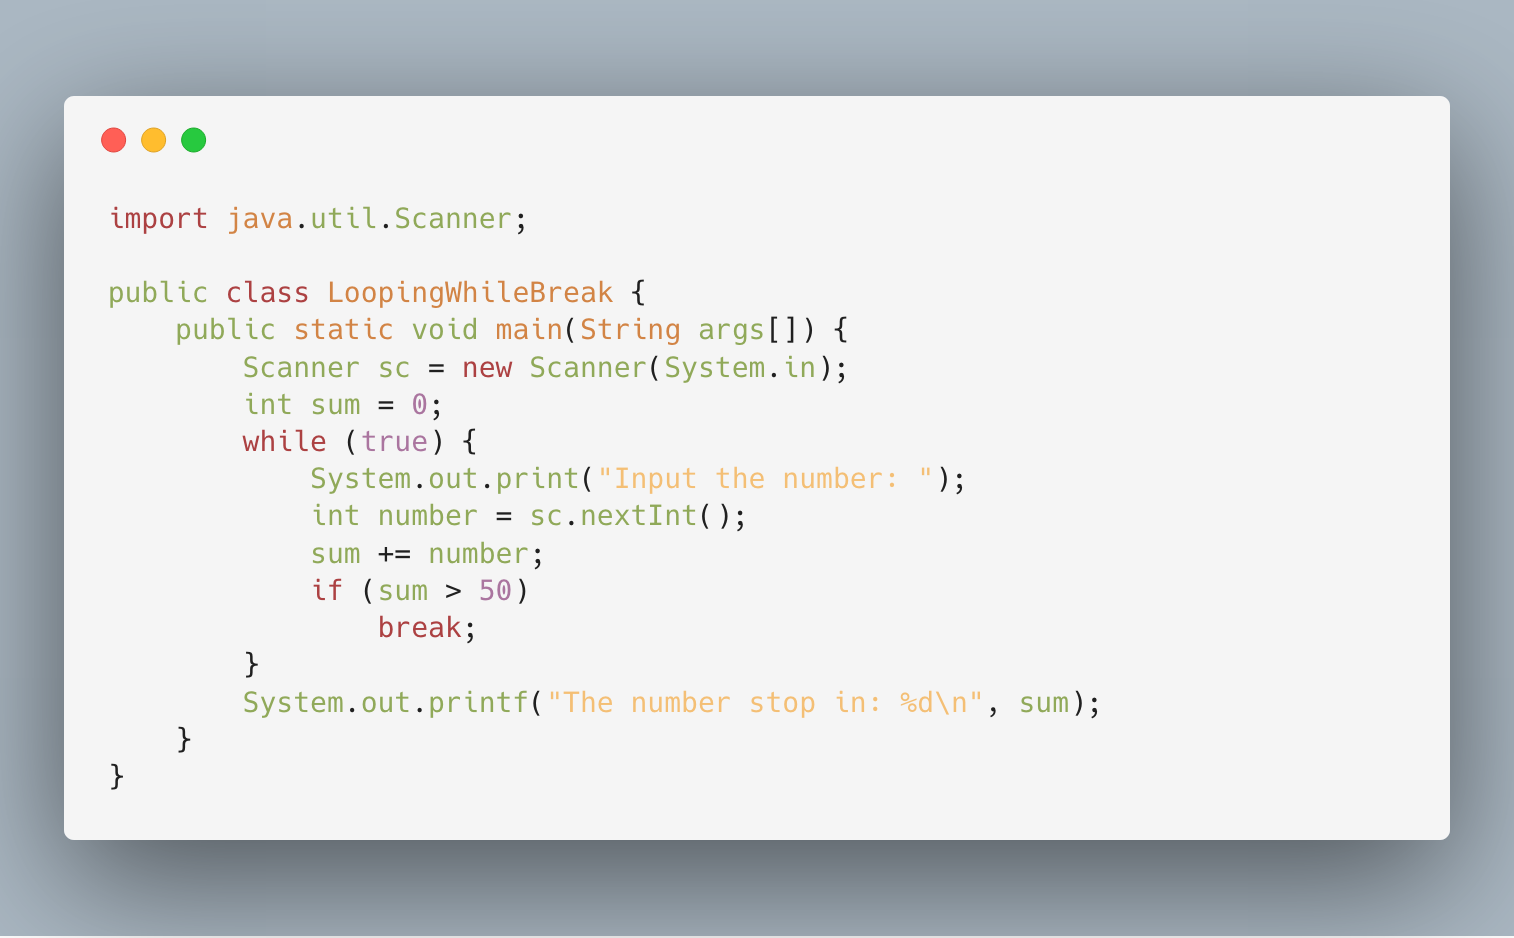 import java.util.Scanner;

public class LoopingWhileBreak {
    public static void main(String args[]) {
        Scanner sc = new Scanner(System.in);
        int sum = 0;
        while (true) {
            System.out.print("Input the number: ");
            int number = sc.nextInt();
            sum += number;
            if (sum > 50)
                break;
        }
        System.out.printf("The number stop in: %d\n", sum);
    }
}